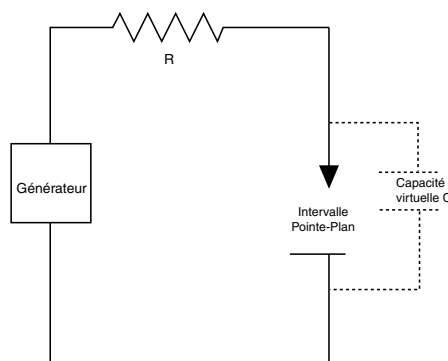 R
Générateur
Capacité
virtuelle C
Intervalle
Pointe-Plan